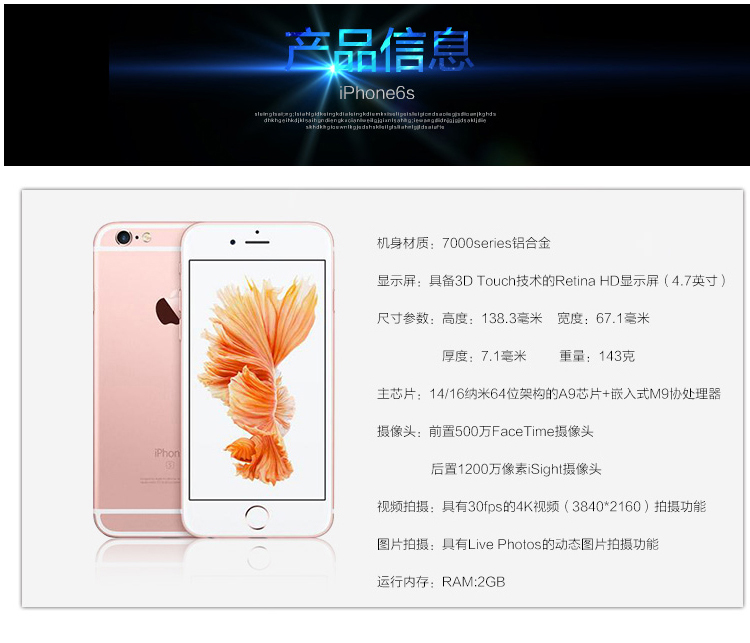 产品信息
iPhone6s
机身材质：7000series铝合金
显示屏：具备3D Touch技术的Retina HD显示屏（4.7英寸）
尺寸参数：高度：138.3毫米 宽度：67.1毫米
厚度：7.1毫米 重量：143克
主芯片：14/16纳米64位架构的A9芯片+嵌入式M9协处理器
摄像头：前置500万FaceTime摄像头
后置1200万像素iSight摄像头
视频拍摄：具有30fps的4K视频（3840*2160）拍摄功能
图片拍摄：具有Live Photos的动态图片拍摄功能
运行内存：RAM:2GB
iPhon
S